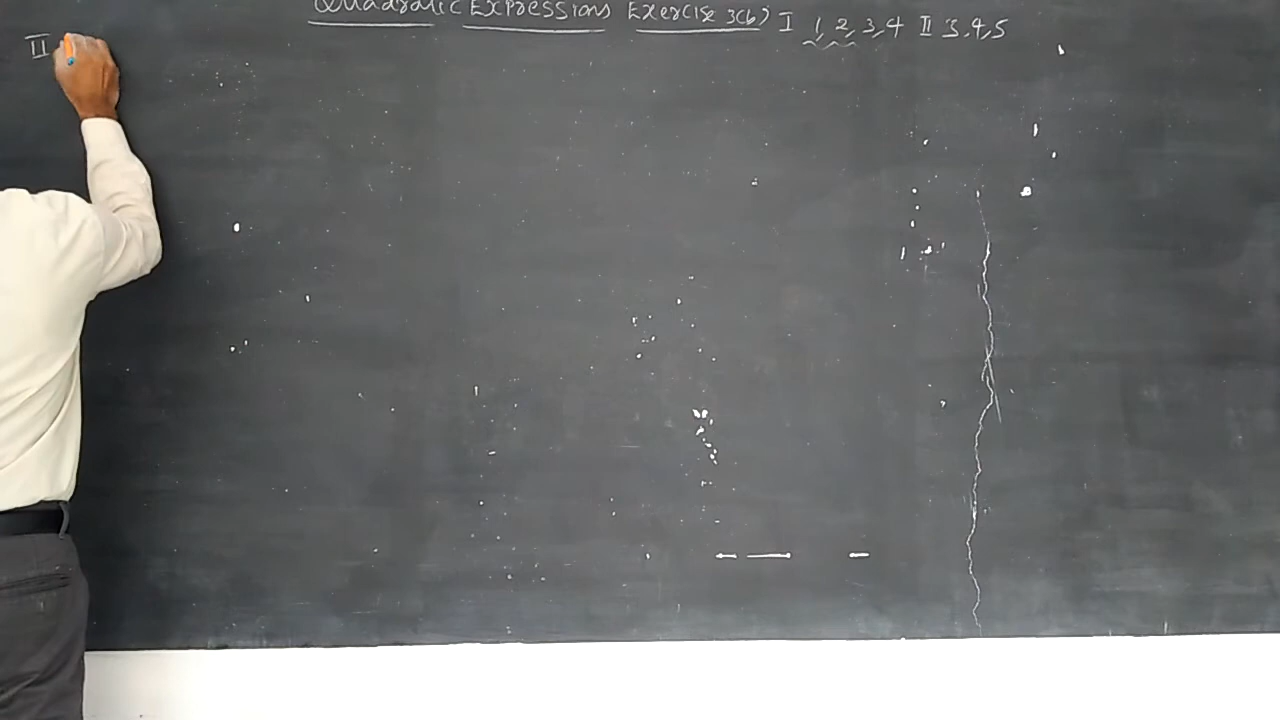 Quadratic Expressions Exercise 3(b) I 1, 2, 3, 4 II 3, 4, 5
II